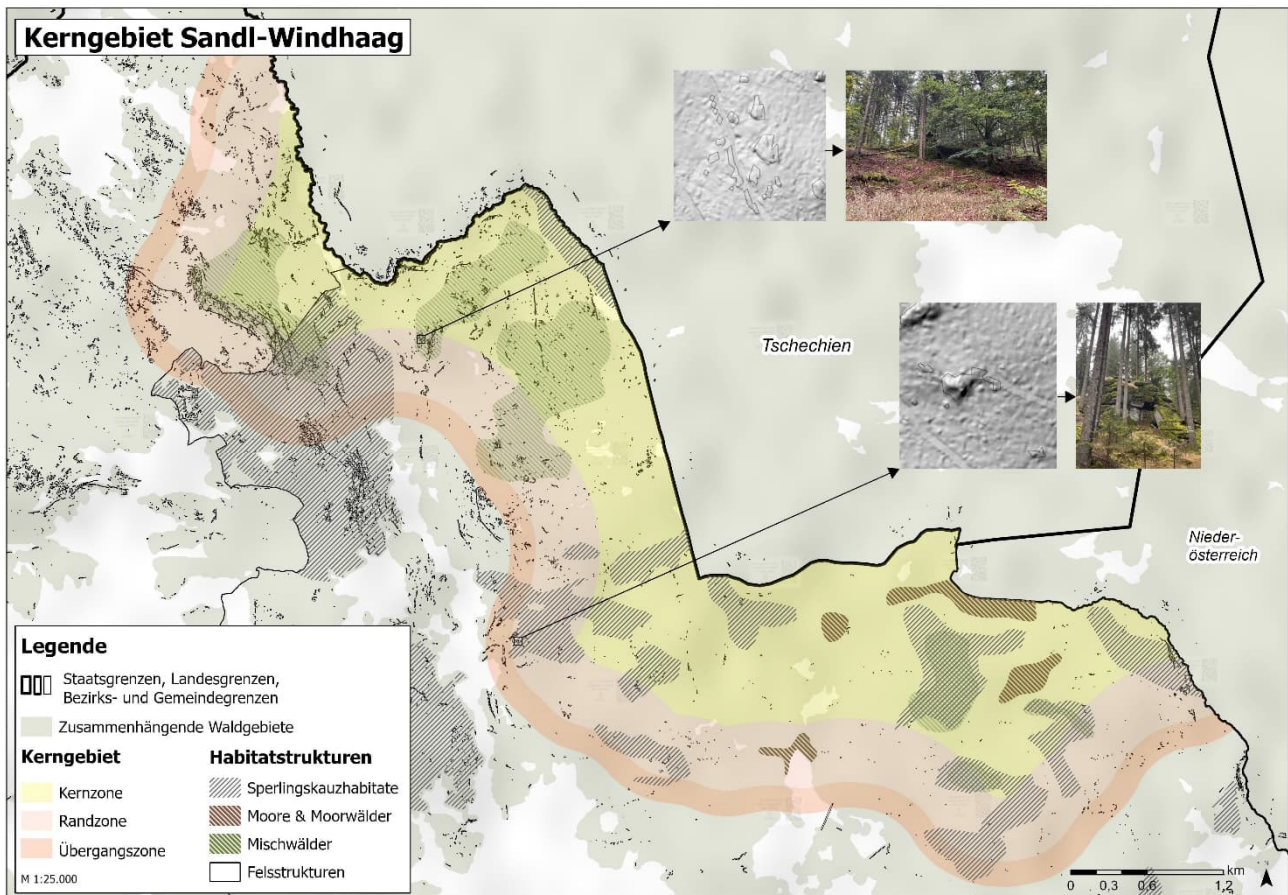 Kerngebiet Sandl-Windhaag
Tschechien
Nieder-
österreich
Legende
Staatsgrenzen, Landesgrenzen,
Bezirks- und Gemeindegrenzen
Zusammenhängende Waldgebiete
Kerngebiet
Kernzone
Randzone
Übergangszone
M 1:25.000
Habitatstrukturen
Sperlingskauzhabitate
Moore & Moorwälder
Mischwälder
Felsstrukturen
km
0 0,3 0,6 1,2